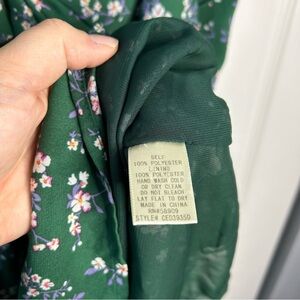 SELF
100% POLYESTER
LINING
100% POLYESTER
HAND WASH COLD
OR DRY CLEAN
DO NOT BLEACH
LAY FLAT TO DRY
MADE IN CHINA
RN#58909
STYLE# CE0393S9